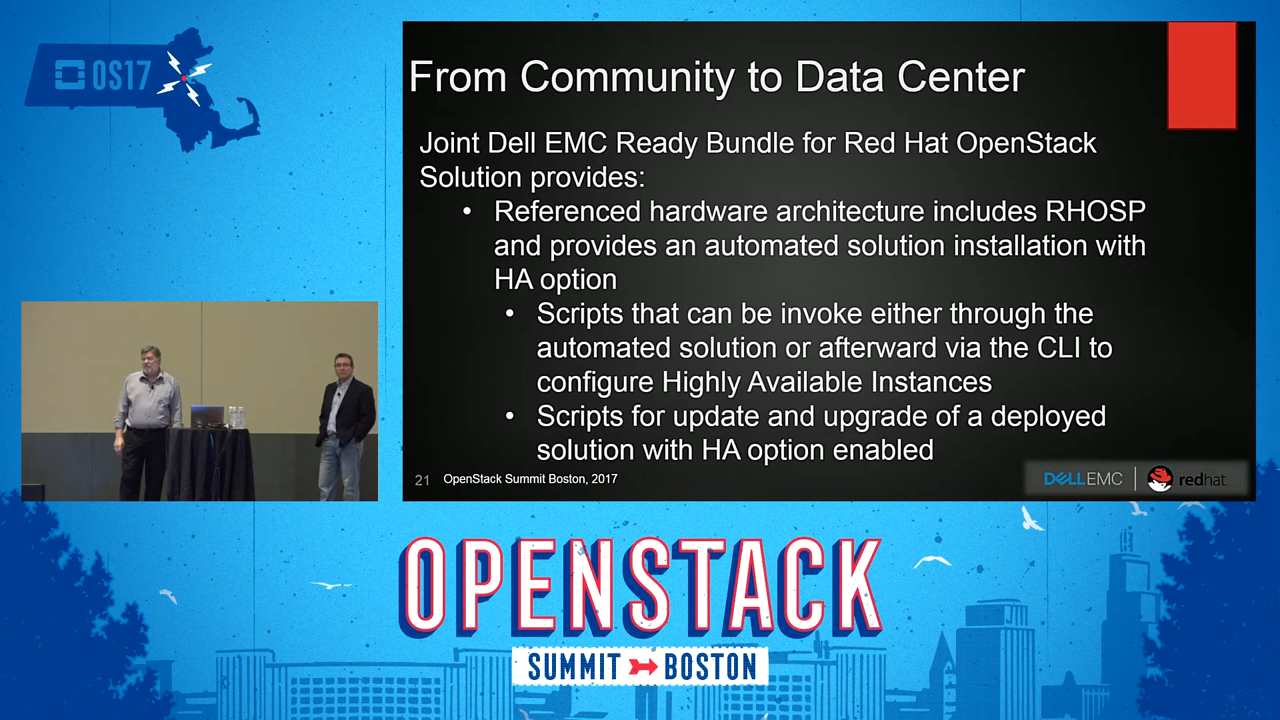 OS17
From Community to Data Center
Joint Dell EMC Ready Bundle for Red Hat OpenStack
Solution provides:
• Referenced hardware architecture includes RHOSP
and provides an automated solution installation with
HA option
• Scripts that can be invoke either through the
automated solution or afterward via the CLI to
configure Highly Available Instances
• Scripts for update and upgrade of a deployed
solution with HA option enabled
21 OpenStack Summit Boston, 2017
DELLEMC redhat.
OPENSTACK
SUMMIT BOSTON